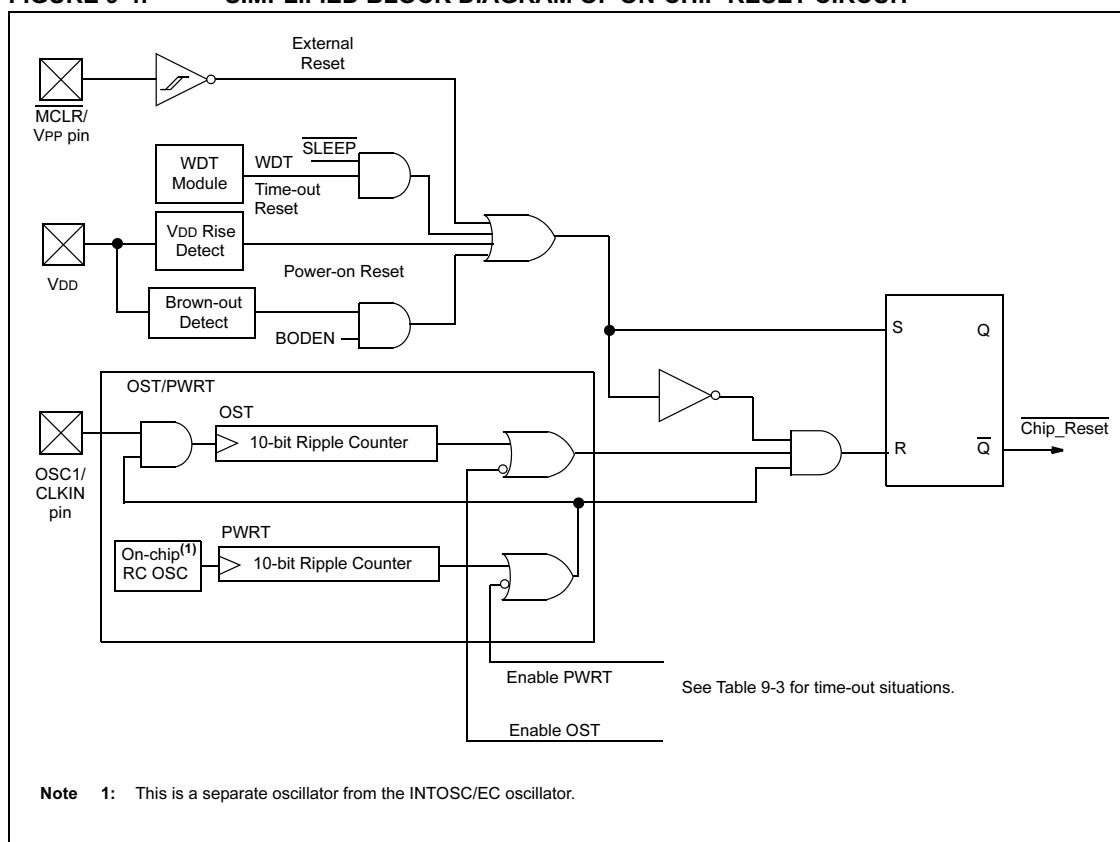 External
Reset
MCLR/
VPP pin
SLEEP
WDT
Module
WDT
Time-out
Reset
VDD Rise
Detect
VDD
Power-on Reset
Brown-out
Detect
BODEN
S
Q
R
Q
Chip_Reset
OST/PWRT
OST
10-bit Ripple Counter
OSC1/
CLKIN
pin
PWRT
On-chip(1)
RC OSC
10-bit Ripple Counter
Enable PWRT
See Table 9-3 for time-out situations.
Enable OST
Note 1: This is a separate oscillator from the INTOSC/EC oscillator.